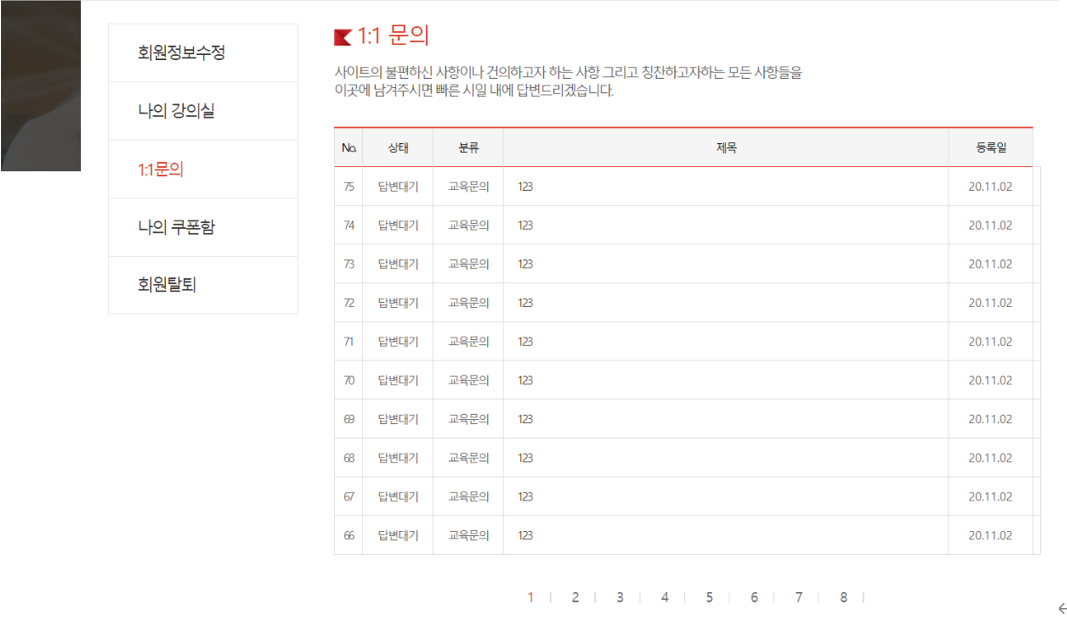 회원정보수정
나의 강의실
1:1문의
나의 쿠폰함
회원탈퇴
1:1 문의
사이트의 불편하신 사항이나 건의하고자 하는 사항 그리고 칭찬하고자하는 모든 사항들을
이곳에 남겨주시면 빠른 시일 내에 답변드리겠습니다.
No. 상태 분류 제목 등록일
75 답변대기 교육문의 123 20.11.02
74 답변대기 교육문의 123 20.11.02
73 답변대기 교육문의 123 20.11.02
72 답변대기 교육문의 123 20.11.02
71 답변대기 교육문의 123 20.11.02
70 답변대기 교육문의 123 20.11.02
69 답변대기 교육문의 123 20.11.02
68 답변대기 교육문의 123 20.11.02
67 답변대기 교육문의 123 20.11.02
66 답변대기 교육문의 123 20.11.02
1 | 2 | 3 | 4 | 5 | 6 | 7 | 8 |